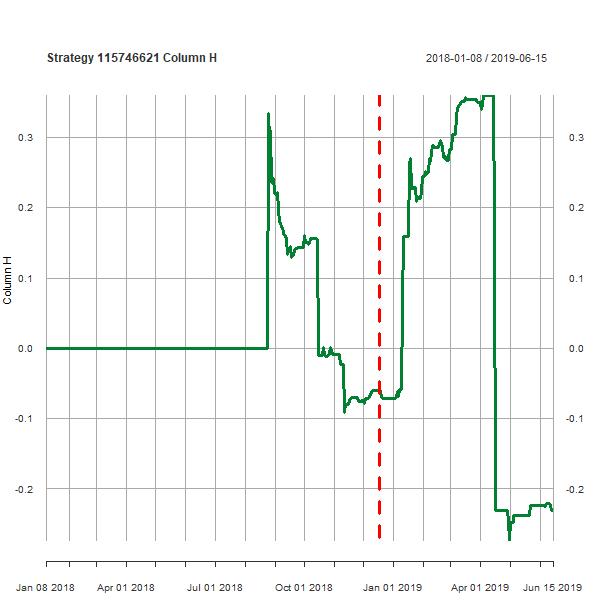 Strategy 115746621 Column H
2018-01-08 / 2019-06-15
0.3
0.3
0.2
0.2
0.1
0.1
Column H
0.0
0.0
-0.1
-0.1
-0.2
-0.2
Jan 08 2018
Apr 01 2018
Jul 01 2018
Oct 01 2018
Jan 01 2019
Apr 01 2019
Jun 15 2019